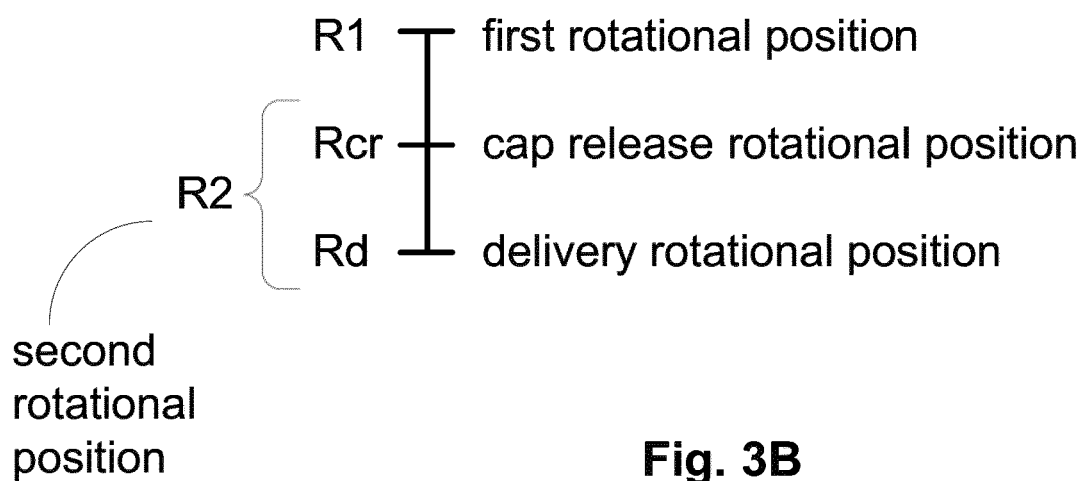 R1 first rotational position
Rcr cap release rotational position
R2
Rd delivery rotational position
second
rotational
position
Fig. 3B